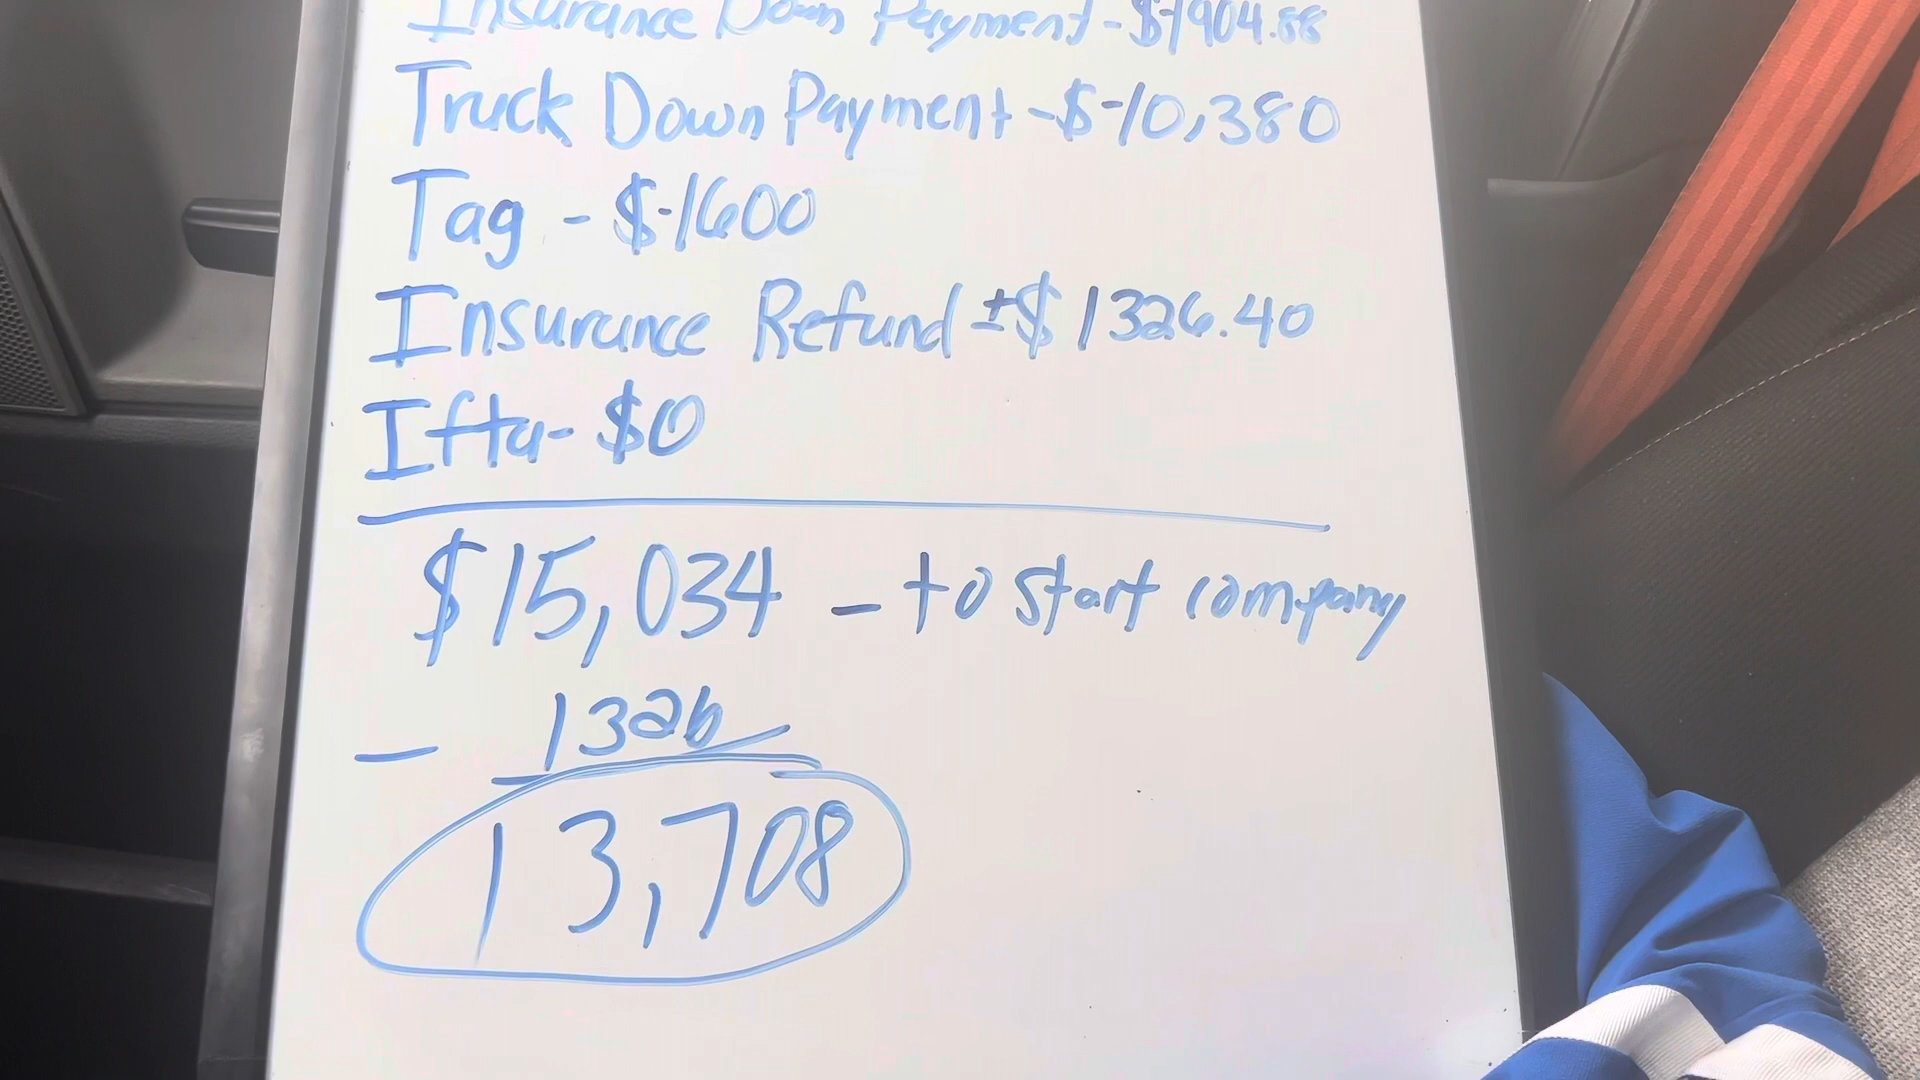 Insurance Down Payment - $-1904.88
Truck Down Payment - $-10,380
Tag - $-1600
Insurance Refund ±$1326.40
Ifta - $0
$15,034 - to start company
- 1326
13,708